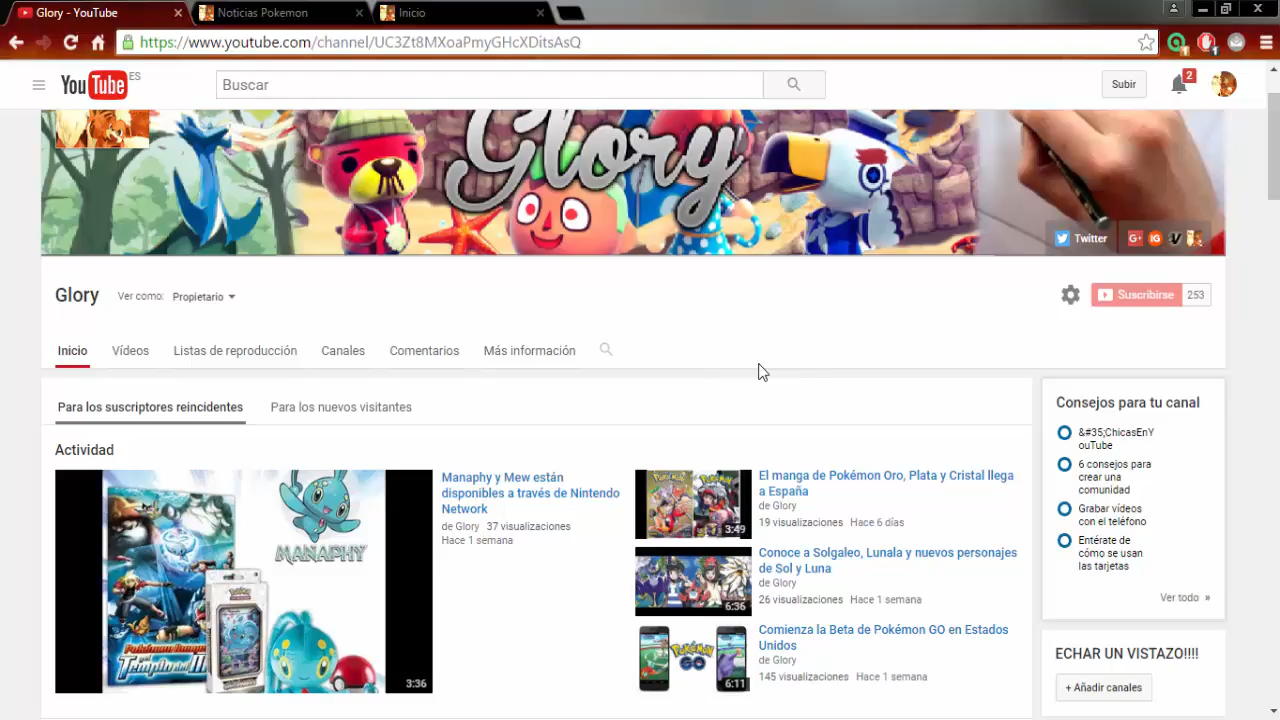 Glory - YouTube
Noticias Pokemon
Inicio
https://www.youtube.com/channel/UC3Zt8MXoaPmyGHcXDitsAsQ
YouTube ES
Buscar
Subir
2
Glory
Twitter
Glory
Ver como: Propietario
Suscribirse 253
Inicio
Vídeos
Listas de reproducción
Canales
Comentarios
Más información
Para los suscriptores reincidentes
Para los nuevos visitantes
Actividad
MANAPHY
3:36
Manaphy y Mew están
disponibles a través de Nintendo
Network
de Glory 37 visualizaciones
Hace 1 semana
3:49
El manga de Pokémon Oro, Plata y Cristal llega
a España
de Glory
19 visualizaciones Hace 6 días
6:36
Conoce a Solgaleo, Lunala y nuevos personajes
de Sol y Luna
de Glory
26 visualizaciones Hace 1 semana
POKÉMON
GO
6:11
Comienza la Beta de Pokémon GO en Estados
Unidos
de Glory
145 visualizaciones Hace 1 semana
Consejos para tu canal
&#35;ChicasEnY
ouTube
6 consejos para
crear una
comunidad
Grabar vídeos
con el teléfono
Entérate de
cómo se usan
las tarjetas
Ver todo »
ECHAR UN VISTAZO!!!!
+ Añadir canales